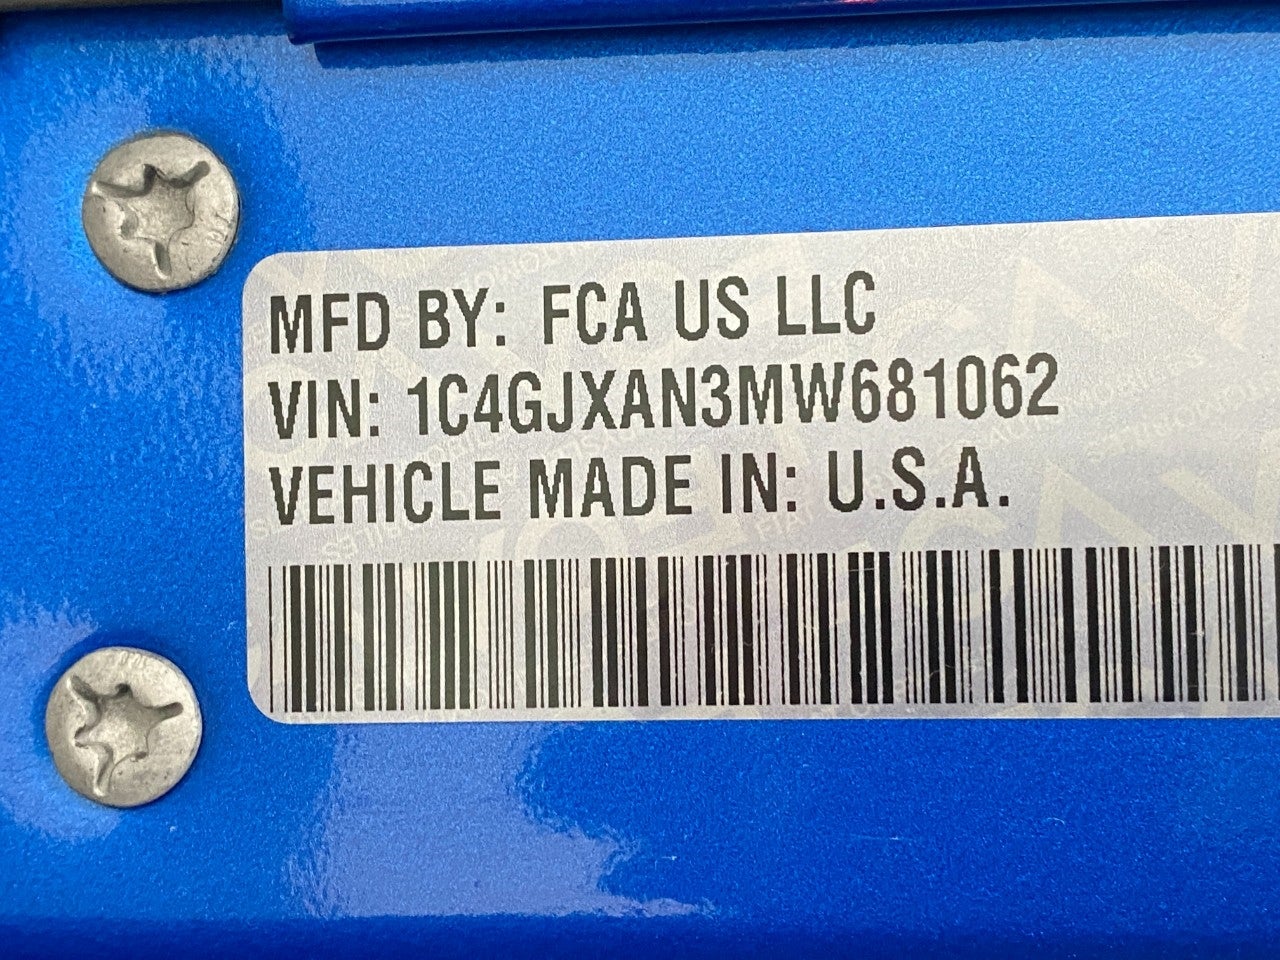 MFD BY: FCA US LLC
VIN: 1C4GJXAN3MW681062
VEHICLE MADE IN: U.S.A.